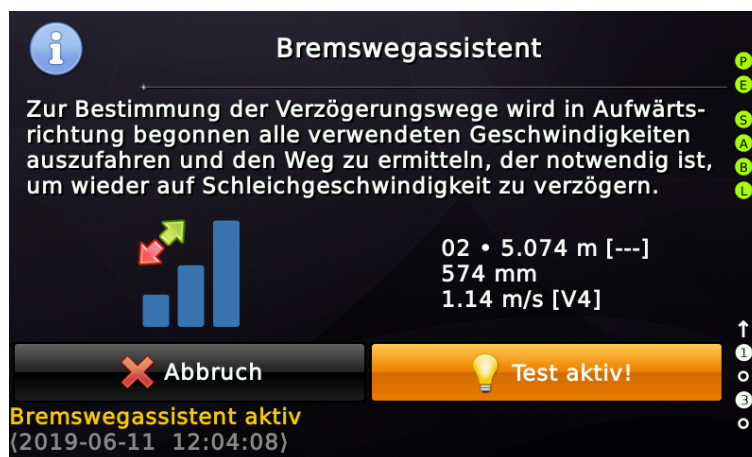 Bremswegassistent
Zur Bestimmung der Verzögerungswege wird in Aufwärts-
richtung begonnen alle verwendeten Geschwindigkeiten
auszufahren und den Weg zu ermitteln, der notwendig ist,
um wieder auf Schleichgeschwindigkeit zu verzögern.
02 • 5.074 m [---]
574 mm
1.14 m/s [V4]
Abbruch
Test aktiv!
Bremswegassistent aktiv
(2019-06-11 12:04:08)
P
E
S
A
B
L
↑
1
3